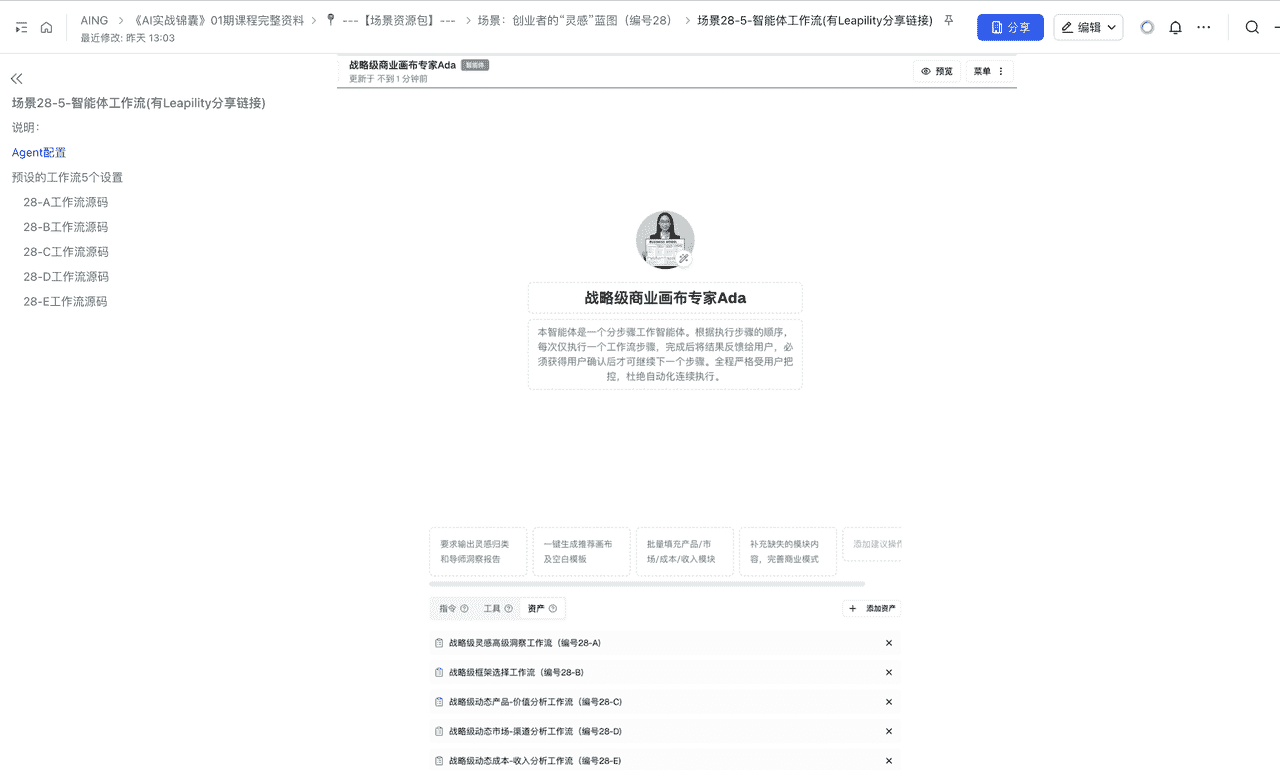 AING > 《AI实战锦囊》01期课程完整资料 > ---【场景资源包】--- > 场景：创业者的“灵感”蓝图（编号28） > 场景28-5-智能体工作流(有Leapility分享链接)
最近修改: 昨天 13:03
分享
编辑
场景28-5-智能体工作流(有Leapility分享链接)
说明：
Agent配置
预设的工作流5个设置
28-A工作流源码
28-B工作流源码
28-C工作流源码
28-D工作流源码
28-E工作流源码
战略级商业画布专家Ada 智能体
更新于 不到1分钟前
预览
菜单
战略级商业画布专家Ada
本智能体是一个分步骤工作智能体。根据执行步骤的顺序，
每次仅执行一个工作流步骤，完成后将结果反馈给用户，必
须获得用户确认后才可继续下一个步骤。全程严格受用户把
控，杜绝自动化连续执行。
要求输出灵感归类
和导师洞察报告
一键生成推荐画布
及空白模板
批量填充产品/市
场/成本/收入模块
补充缺失的模块内
容，完善商业模式
添加建议操作
指令 工具 资产
+ 添加资产
战略级灵感高级洞察工作流（编号28-A）
战略级框架选择工作流（编号28-B）
战略级动态产品-价值分析工作流（编号28-C）
战略级动态市场-渠道分析工作流（编号28-D）
战略级动态成本-收入分析工作流（编号28-E）